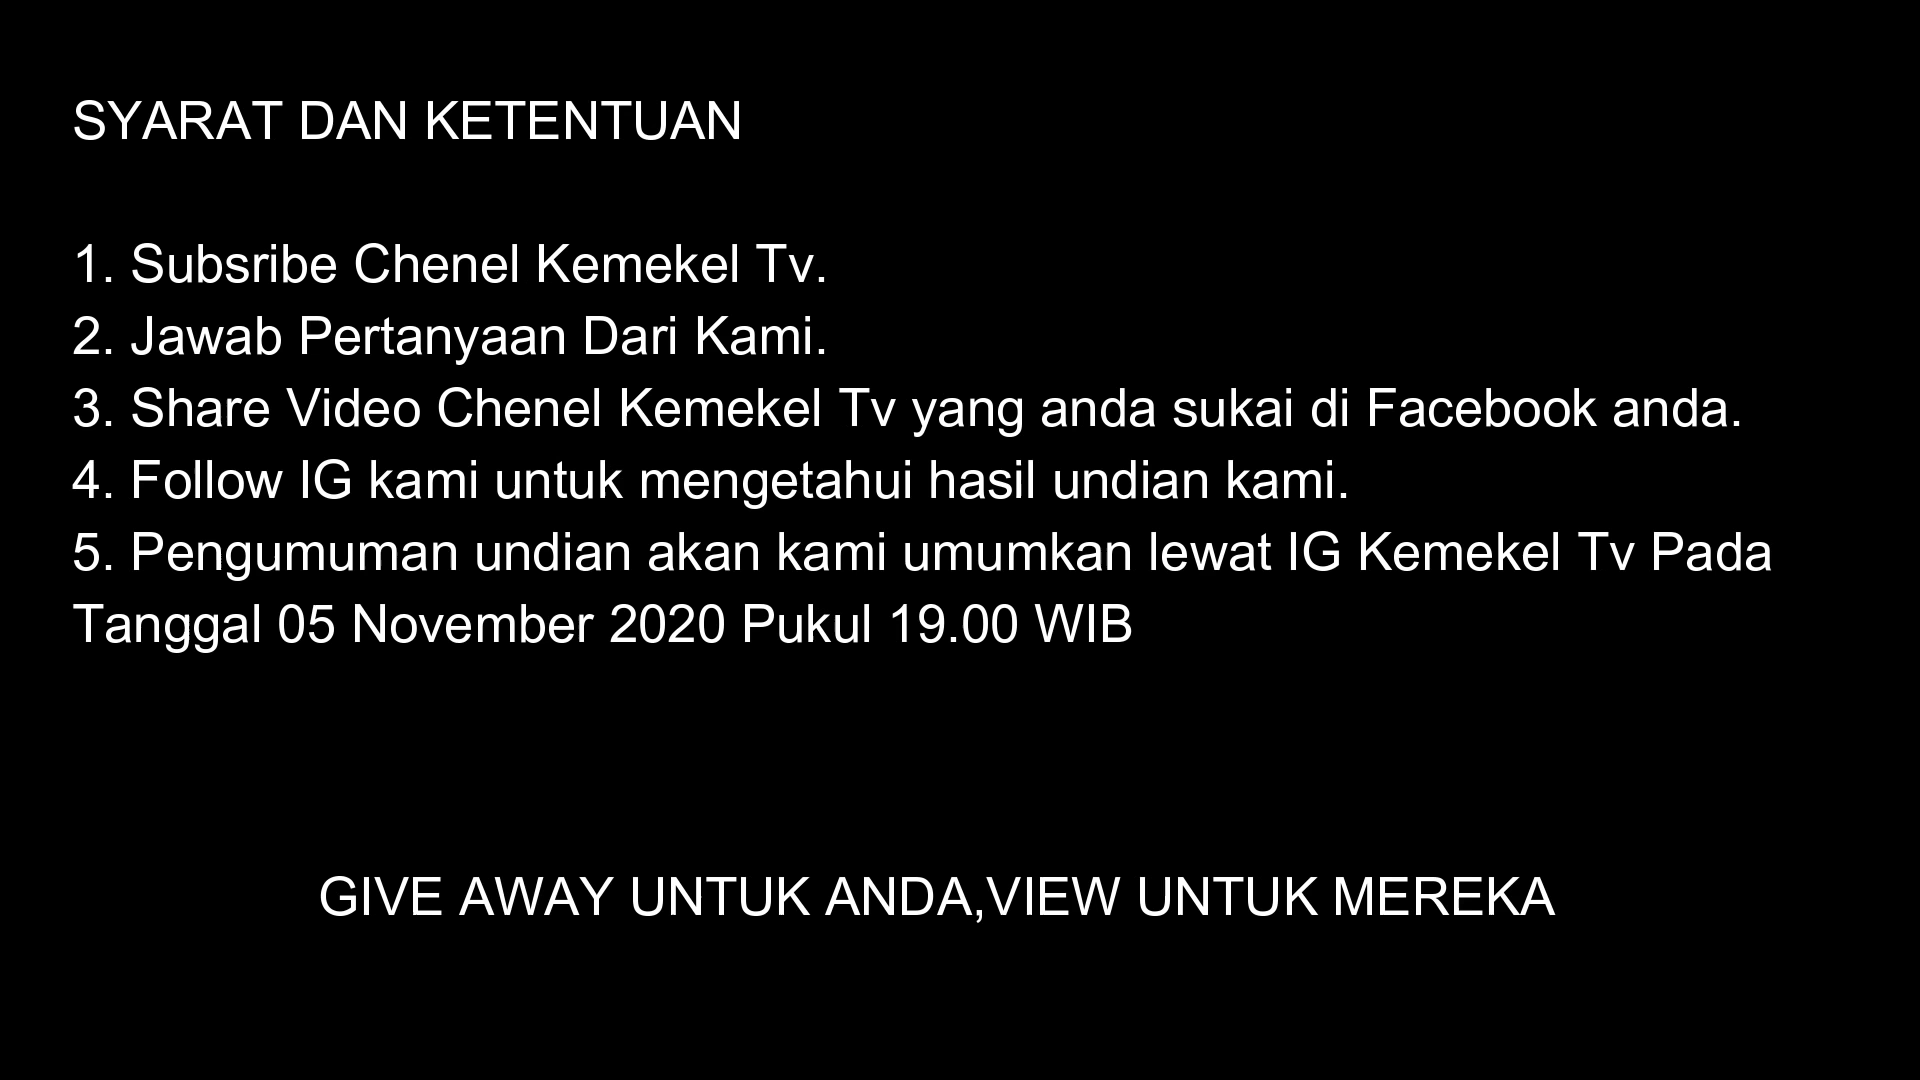 SYARAT DAN KETENTUAN
1. Subsribe Chenel Kemekel Tv.
2. Jawab Pertanyaan Dari Kami.
3. Share Video Chenel Kemekel Tv yang anda sukai di Facebook anda.
4. Follow IG kami untuk mengetahui hasil undian kami.
5. Pengumuman undian akan kami umumkan lewat IG Kemekel Tv Pada
Tanggal 05 November 2020 Pukul 19.00 WIB
GIVE AWAY UNTUK ANDA,VIEW UNTUK MEREKA